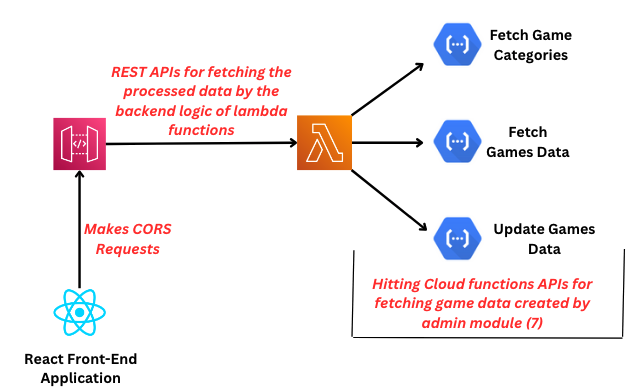 Fetch Game
Categories
REST APIs for fetching the
processed data by the
backend logic of lambda
functions
Fetch
Games Data
Makes CORS
Requests
Update Games
Data
Hitting Cloud functions APIs for
fetching game data created by
admin module (7)
React Front-End
Application